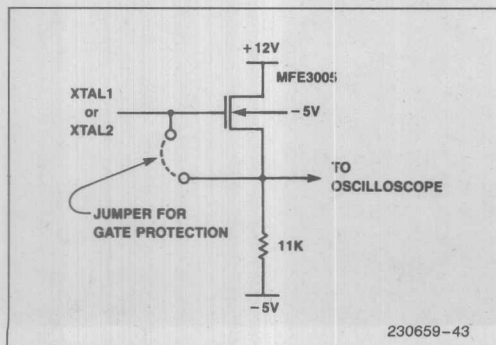 +12V
MFE3005
XTAL1
or
XTAL2
-5V
TO
OSCILLOSCOPE
JUMPER FOR
GATE PROTECTION
11K
-5V
230659-43